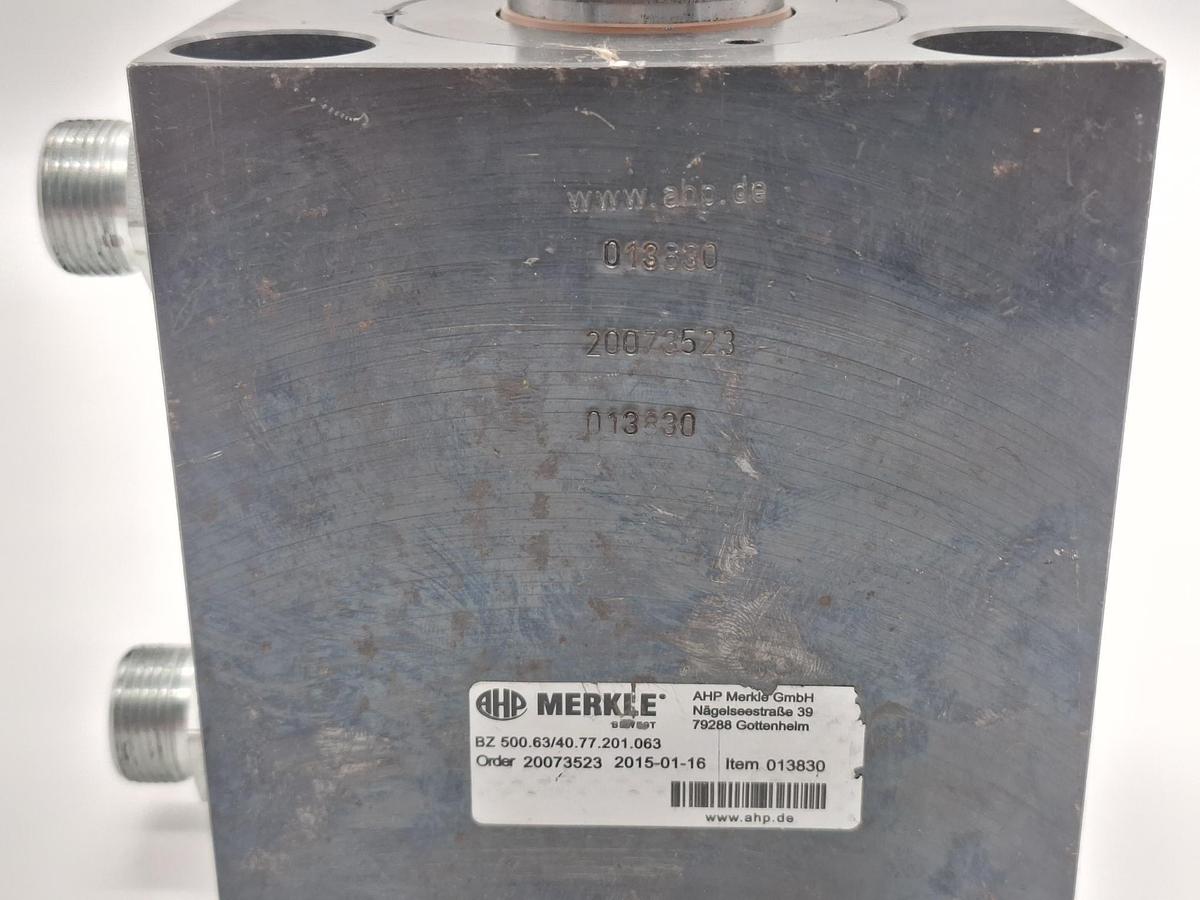 www.ahp.de
013830
20073523
013830
AHP MERKLE
AHP Merkle GmbH
Nägelseestraße 39
79288 Gottenheim
BZ 500.63/40.77.201.063
Order 20073523 2015-01-16 Item 013830
www.ahp.de